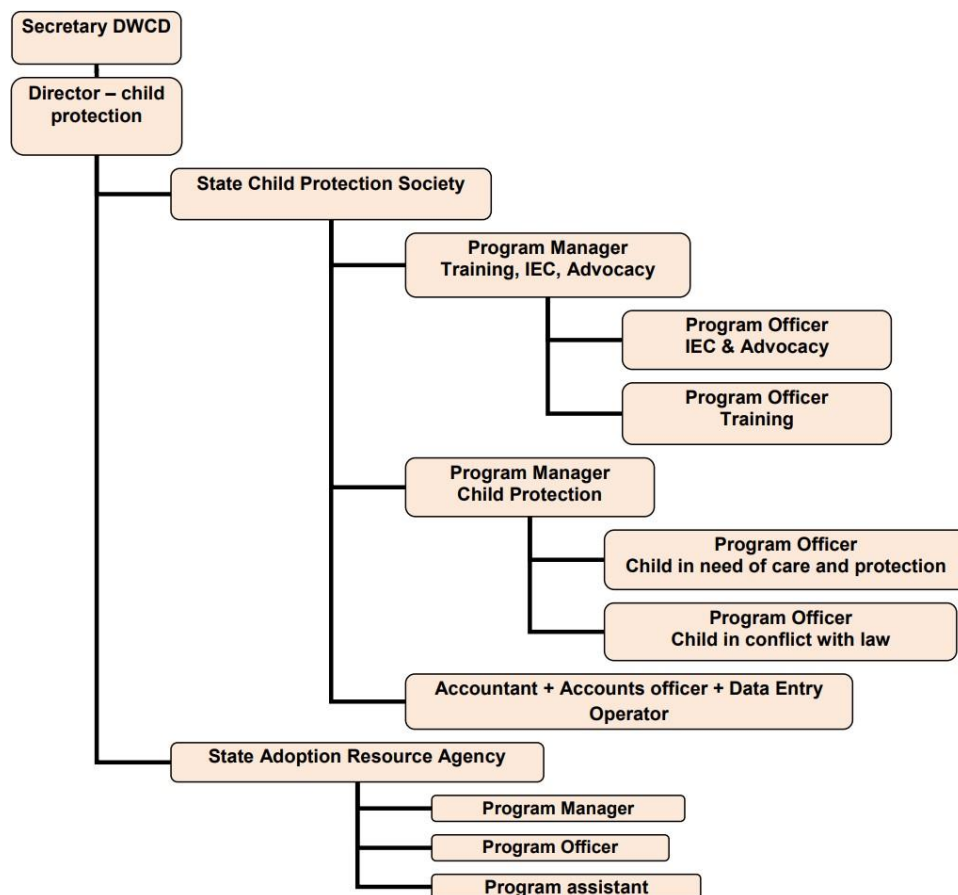 Secretary DWCD
Director – child
protection
State Child Protection Society
Program Manager
Training, IEC, Advocacy
Program Officer
IEC & Advocacy
Program Officer
Training
Program Manager
Child Protection
Program Officer
Child in need of care and protection
Program Officer
Child in conflict with law
Accountant + Accounts officer + Data Entry
Operator
State Adoption Resource Agency
Program Manager
Program Officer
Program assistant